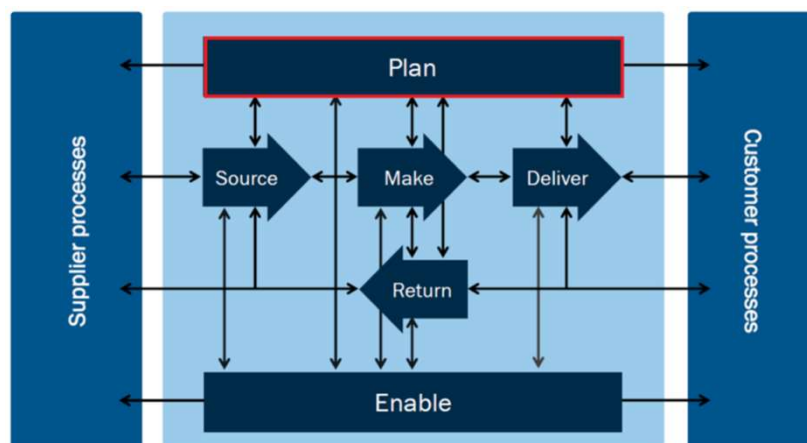 Plan
Supplier processes
Source
Make
Deliver
Customer processes
Return
Enable